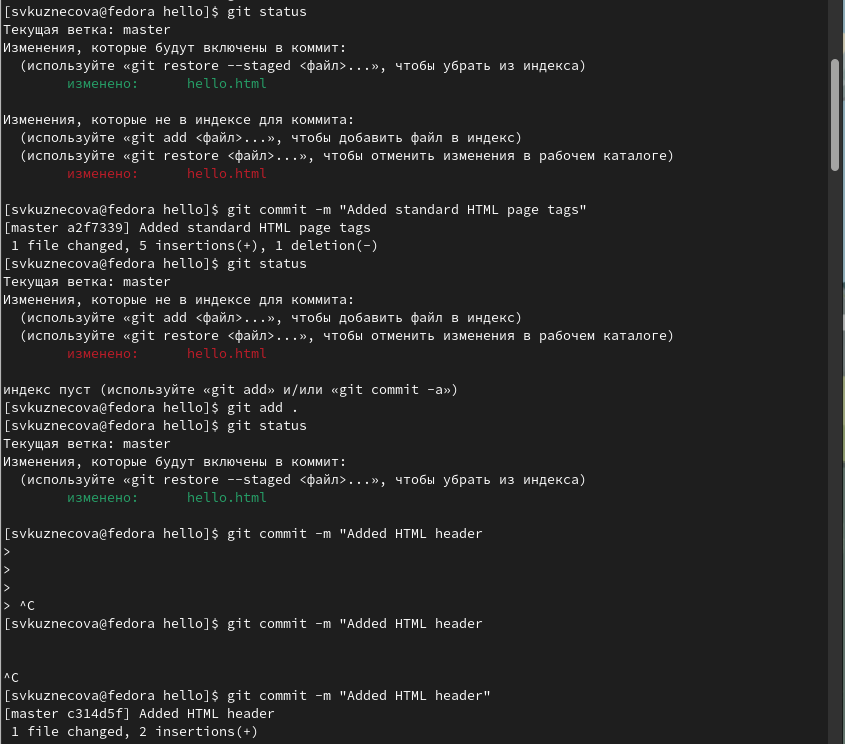 [svkuznecova@fedora hello]$ git status
Текущая ветка: master
Изменения, которые будут включены в коммит:
  (используйте «git restore --staged <файл>...», чтобы убрать из индекса)
        изменено:      hello.html

Изменения, которые не в индексе для коммита:
  (используйте «git add <файл>...», чтобы добавить файл в индекс)
  (используйте «git restore <файл>...», чтобы отменить изменения в рабочем каталоге)
        изменено:      hello.html

[svkuznecova@fedora hello]$ git commit -m "Added standard HTML page tags"
[master a2f7339] Added standard HTML page tags
 1 file changed, 5 insertions(+), 1 deletion(-)
[svkuznecova@fedora hello]$ git status
Текущая ветка: master
Изменения, которые не в индексе для коммита:
  (используйте «git add <файл>...», чтобы добавить файл в индекс)
  (используйте «git restore <файл>...», чтобы отменить изменения в рабочем каталоге)
        изменено:      hello.html

индекс пуст (используйте «git add» и/или «git commit -a»)
[svkuznecova@fedora hello]$ git add .
[svkuznecova@fedora hello]$ git status
Текущая ветка: master
Изменения, которые будут включены в коммит:
  (используйте «git restore --staged <файл>...», чтобы убрать из индекса)
        изменено:      hello.html

[svkuznecova@fedora hello]$ git commit -m "Added HTML header
>
>
>
> ^C
[svkuznecova@fedora hello]$ git commit -m "Added HTML header


^C
[svkuznecova@fedora hello]$ git commit -m "Added HTML header"
[master c314d5f] Added HTML header
 1 file changed, 2 insertions(+)